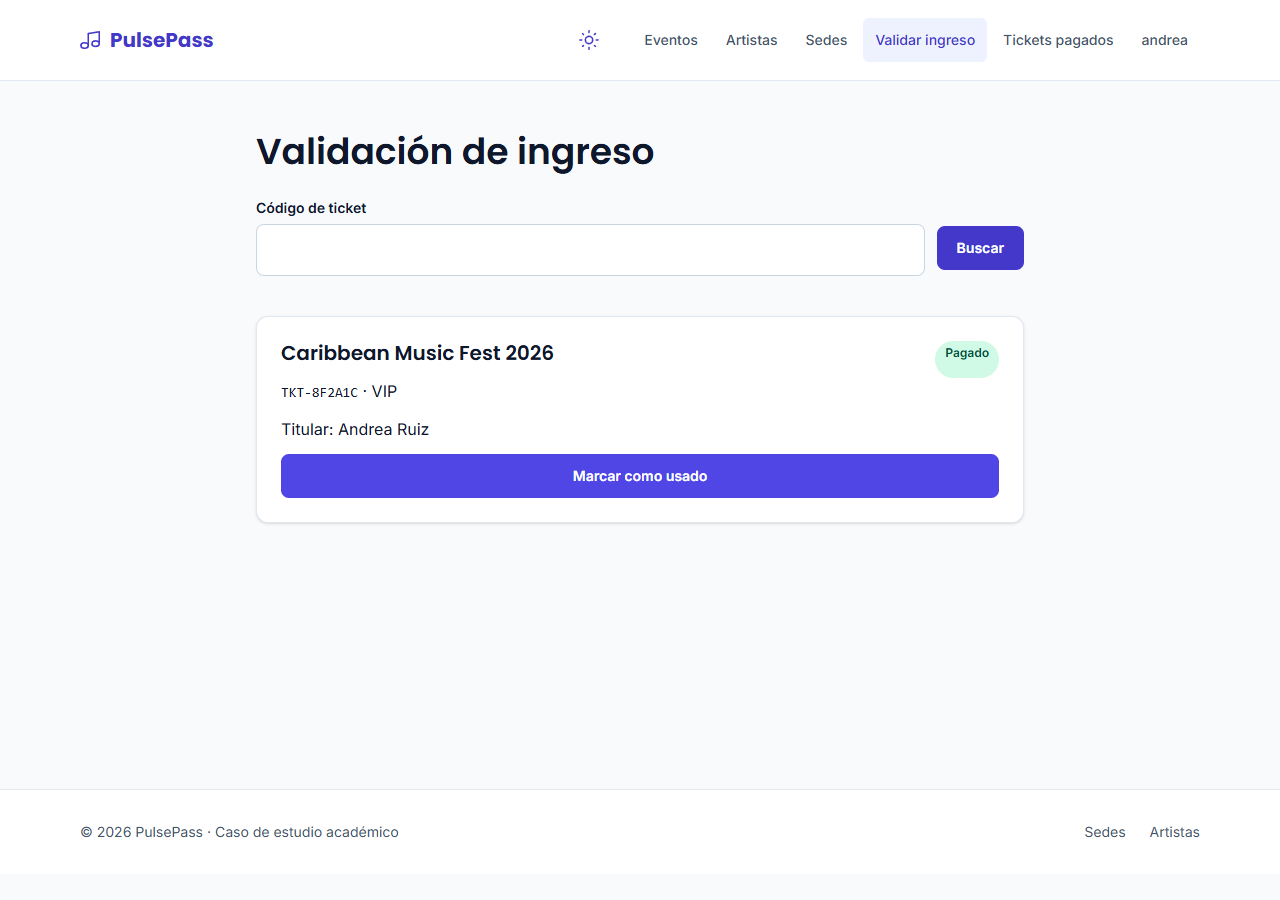 PulsePass
Eventos
Artistas
Sedes
Validar ingreso
Tickets pagados
andrea
Validación de ingreso
Código de ticket
Buscar
Caribbean Music Fest 2026
Pagado
TKT-8F2A1C · VIP
Titular: Andrea Ruiz
Marcar como usado
© 2026 PulsePass · Caso de estudio académico
Sedes
Artistas